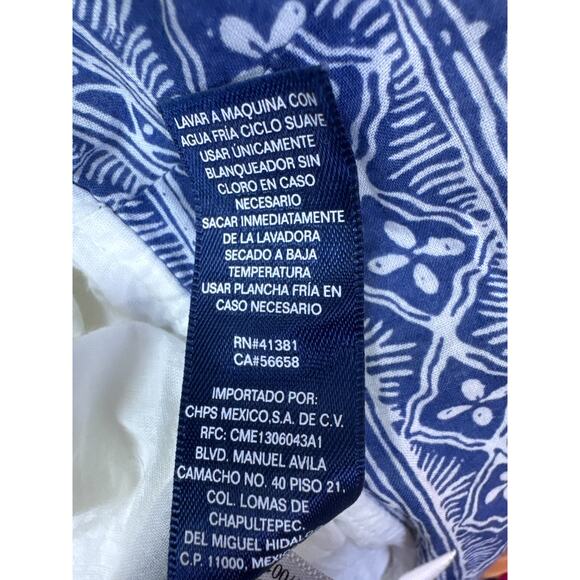 LAVAR A MAQUINA CON
AGUA FRÍA CICLO SUAVE
USAR ÚNICAMENTE
BLANQUEADOR SIN
CLORO EN CASO
NECESARIO
SACAR INMEDIATAMENTE
DE LA LAVADORA
SECADO A BAJA
TEMPERATURA
USAR PLANCHA FRÍA EN
CASO NECESARIO
RN#41381
CA#56658
IMPORTADO POR:
CHPS MEXICO,S.A. DE C.V.
RFC: CME1306043A1
BLVD. MANUEL AVILA
CAMACHO NO. 40 PISO 21,
COL. LOMAS DE
CHAPULTEPEC.
DEL MIGUEL
C.P. 11000,